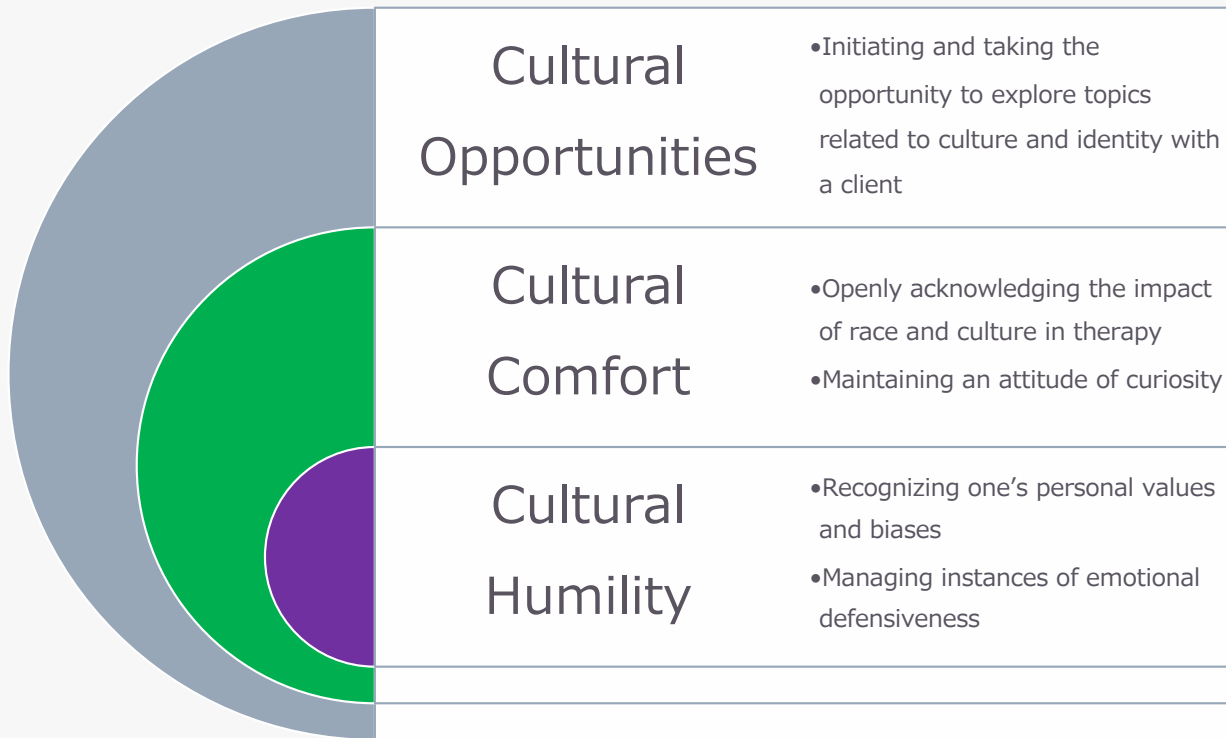 Cultural
Opportunities
•Initiating and taking the
opportunity to explore topics
related to culture and identity with
a client
Cultural
Comfort
•Openly acknowledging the impact
of race and culture in therapy
•Maintaining an attitude of curiosity
Cultural
Humility
•Recognizing one’s personal values
and biases
•Managing instances of emotional
defensiveness